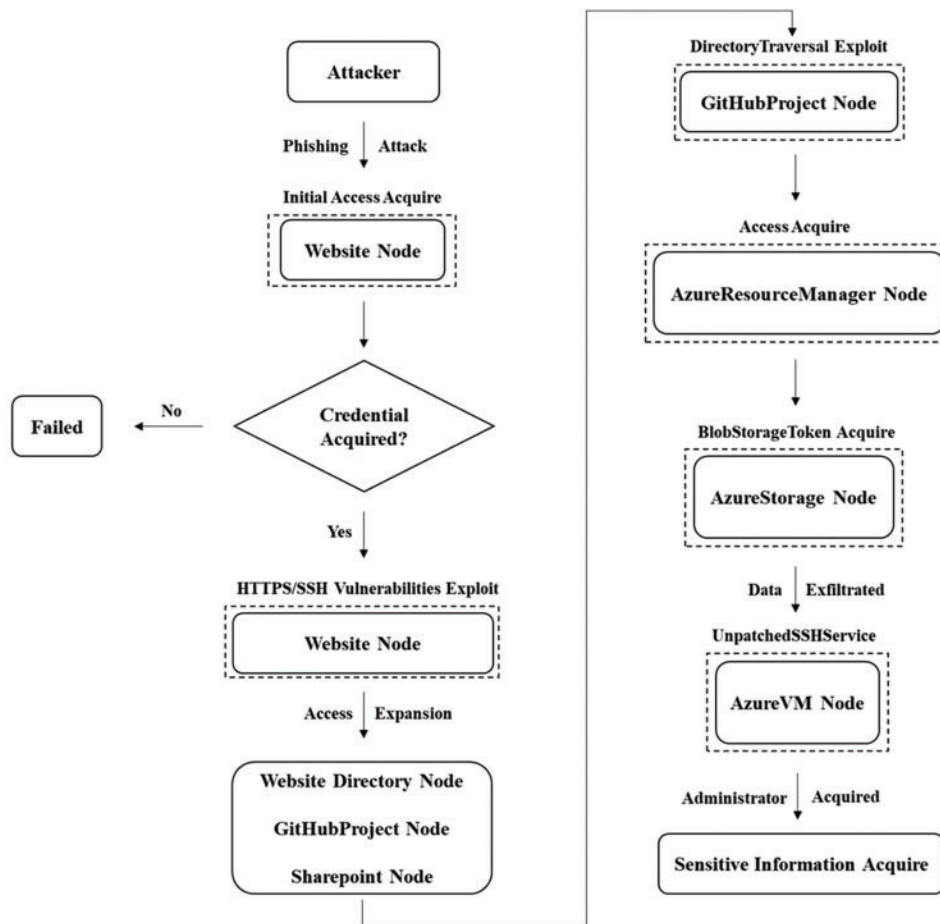 Attacker
Phishing Attack
Initial Access Acquire
Website Node
Credential
Acquired?
No
Failed
Yes
HTTPS/SSH Vulnerabilities Exploit
Website Node
Access Expansion
Website Directory Node
GitHubProject Node
Sharepoint Node
DirectoryTraversal Exploit
GitHubProject Node
Access Acquire
AzureResourceManager Node
BlobStorageToken Acquire
AzureStorage Node
Data Exfiltrated
UnpatchedSSHService
AzureVM Node
Administrator Acquired
Sensitive Information Acquire